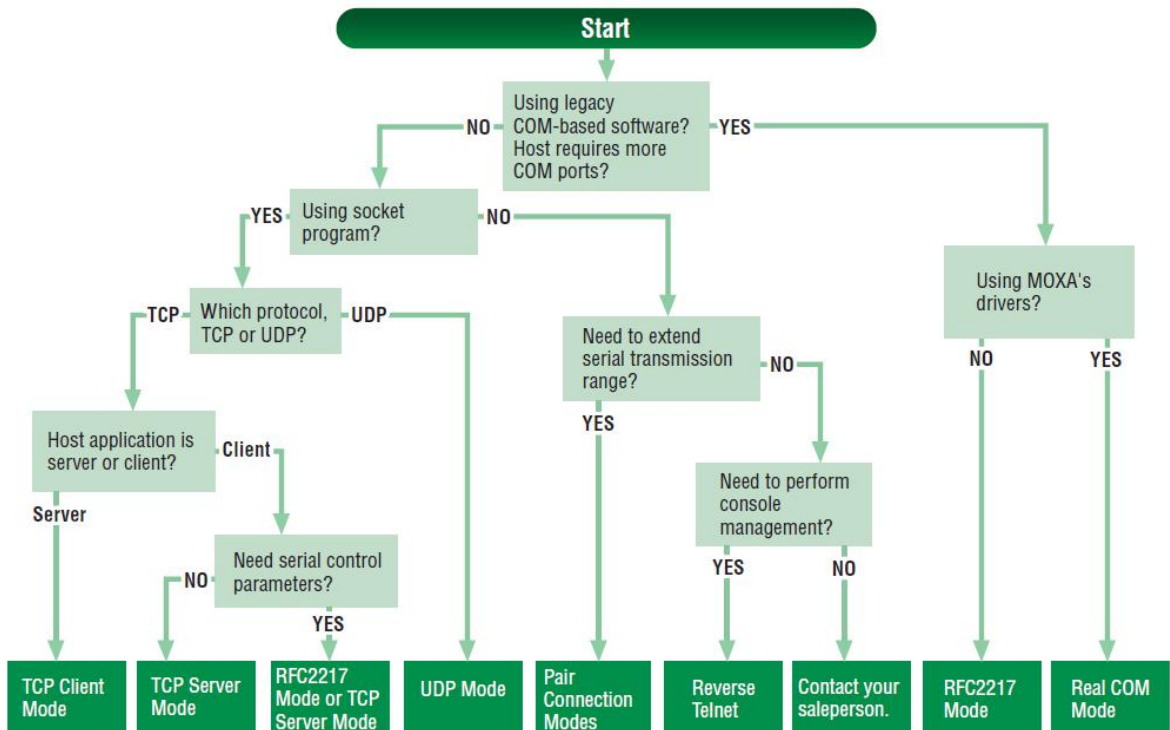 Start
Using legacy
COM-based software?
Host requires more
COM ports?
NO
YES
Using socket
program?
YES
NO
Using MOXA's
drivers?
NO
YES
Which protocol,
TCP or UDP?
TCP
UDP
Need to extend
serial transmission
range?
NO
YES
Host application is
server or client?
Client
Server
Need to perform
console
management?
YES
NO
Need serial control
parameters?
NO
YES
TCP Client
Mode
TCP Server
Mode
RFC2217
Mode or TCP
Server Mode
UDP Mode
Pair
Connection
Modes
Reverse
Telnet
Contact your
saleperson.
RFC2217
Mode
Real COM
Mode